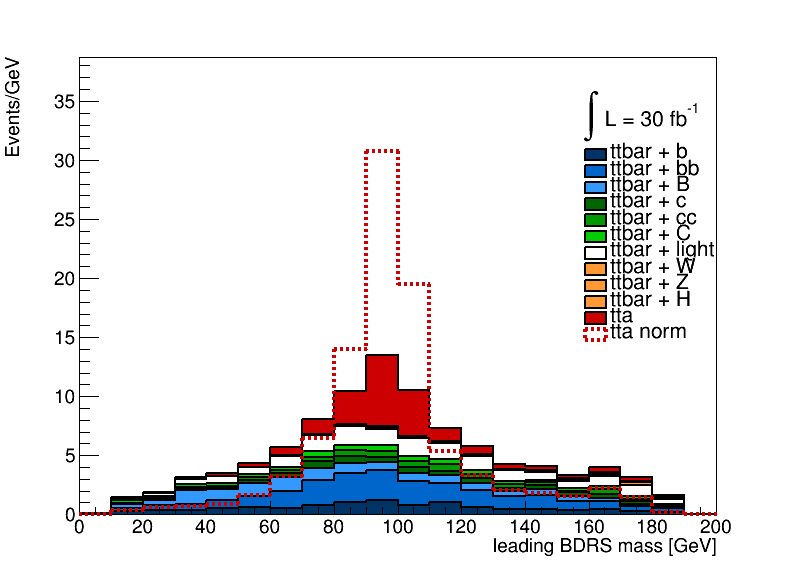 Events/GeV
35
30
25
20
15
10
5
0
∫ L = 30 fb⁻¹
ttbar + b
ttbar + bb
ttbar + B
ttbar + c
ttbar + cc
ttbar + C
ttbar + light
ttbar + W
ttbar + Z
ttbar + H
tta
tta norm
0 20 40 60 80 100 120 140 160 180 200
leading BDRS mass [GeV]